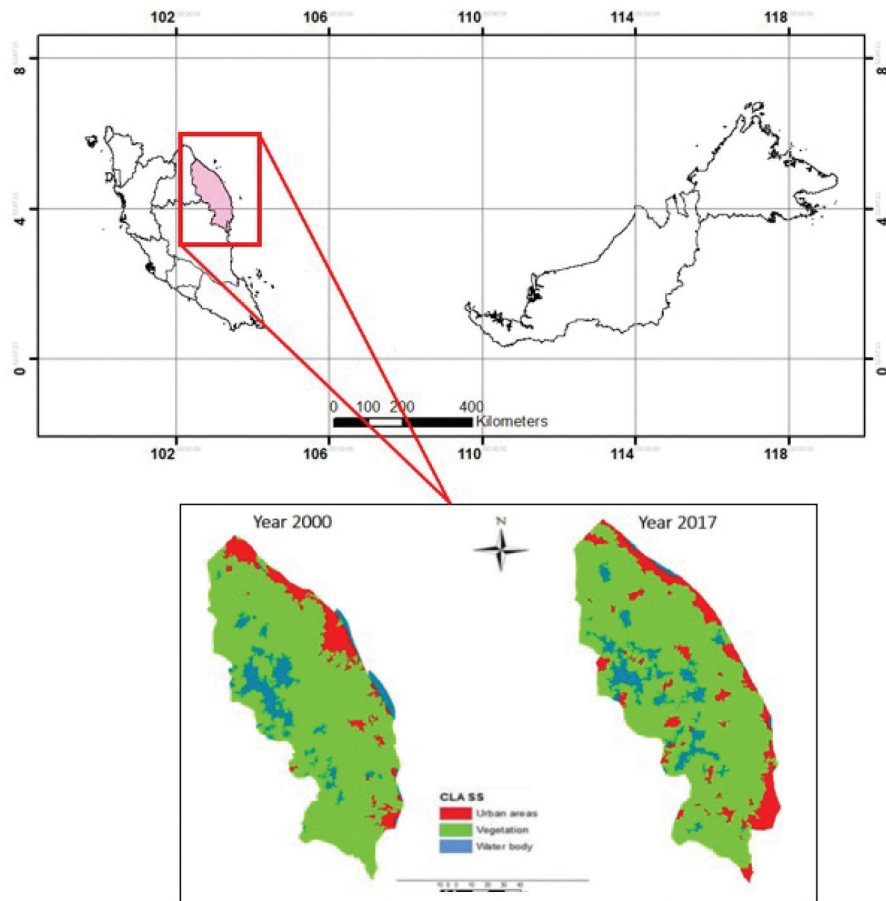 102 106 110 114 118
8 8
4 4
0 0
0 100 200 400
Kilometers
102 106 110 114 118
Year 2000 N Year 2017
CLASS
Urban areas
Vegetation
Water body